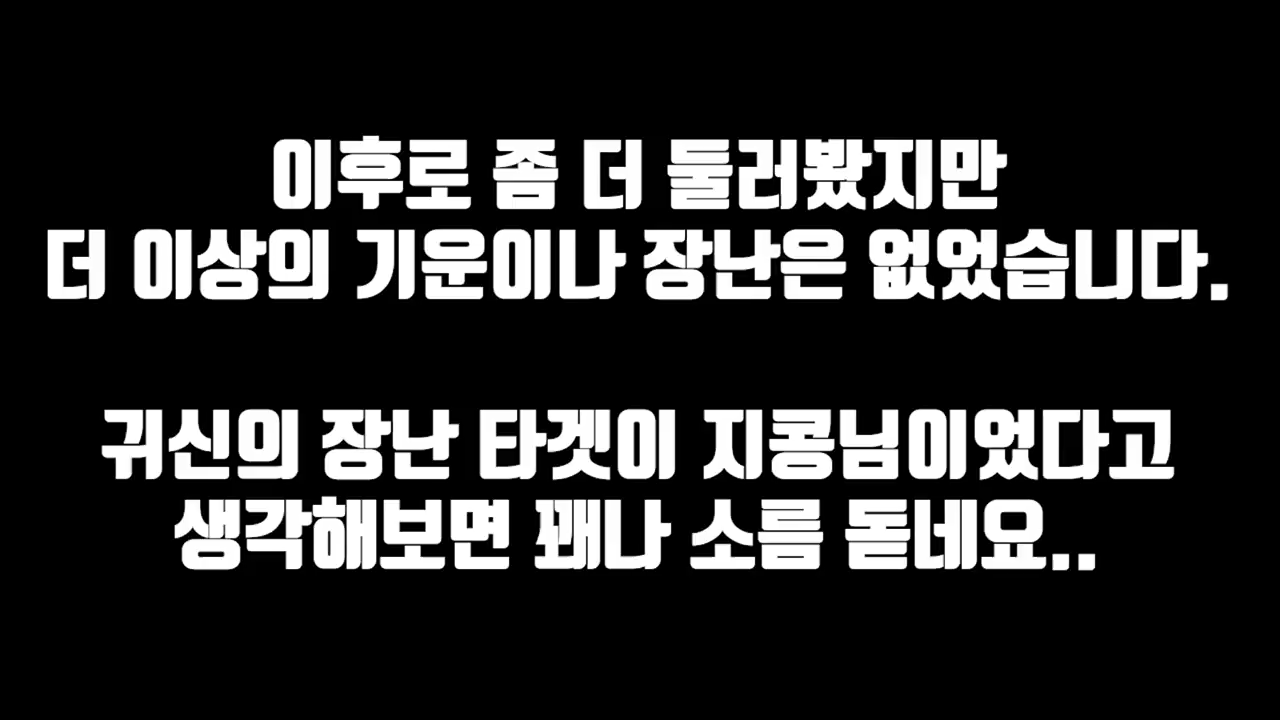 이후로 좀 더 둘러봤지만
더 이상의 기운이나 장난은 없었습니다.
귀신의 장난 타겟이 지콩님이었다고
생각해보면 꽤나 소름 돋네요..